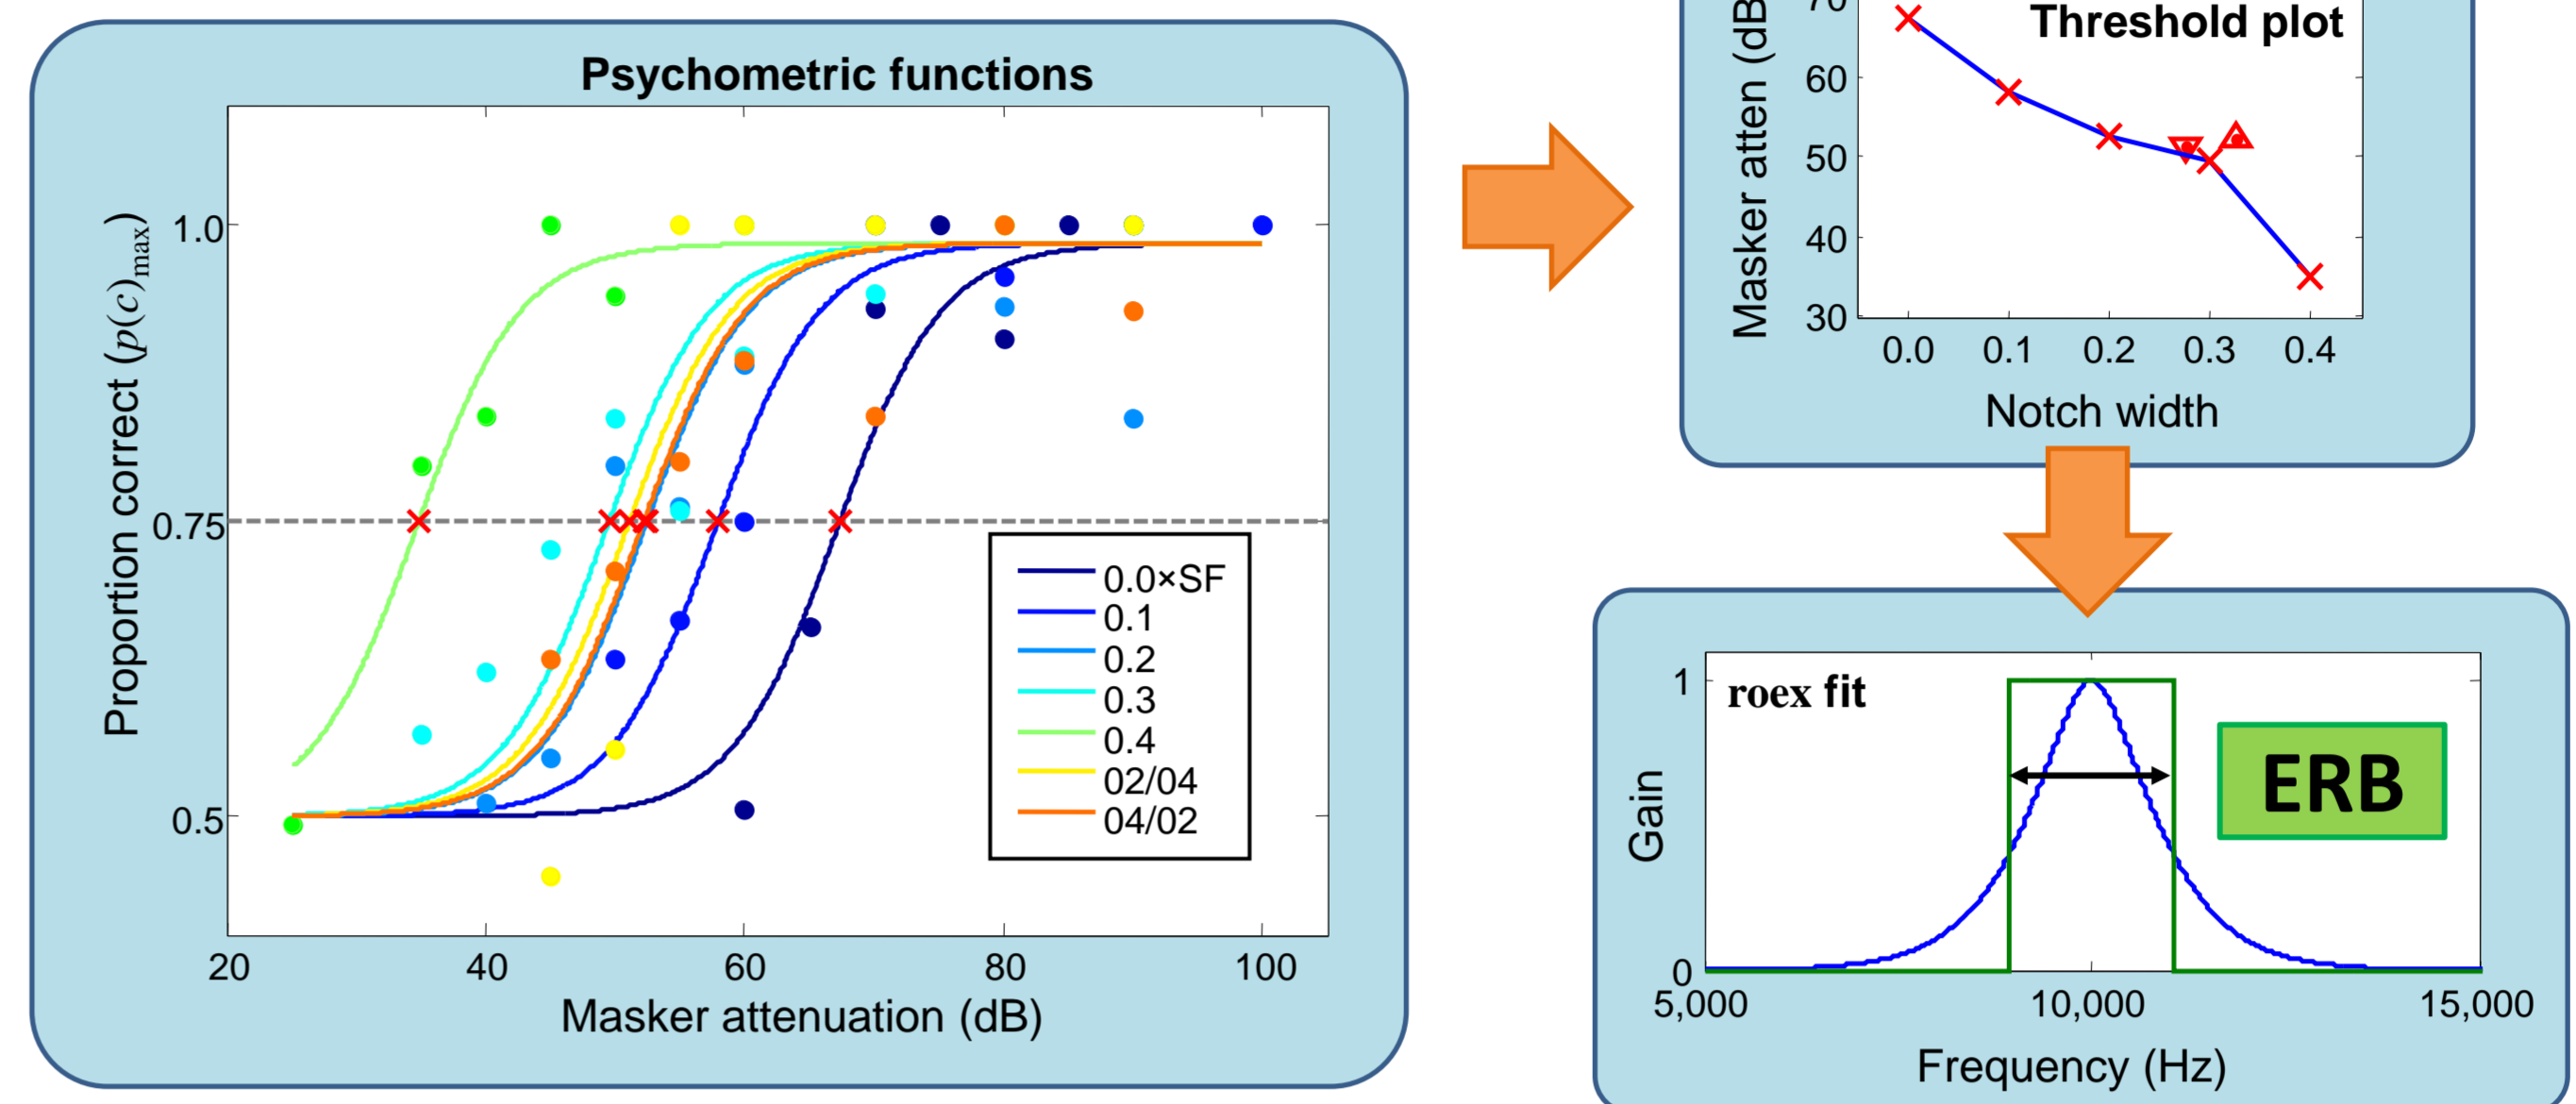 Psychometric functions
Proportion correct (p(c)max)
1.0
0.75
0.5
0.0×SF
0.1
0.2
0.3
0.4
02/04
04/02
20 40 60 80 100
Masker attenuation (dB)
Threshold plot
Masker atten (dB
70
60
50
40
30
0.0 0.1 0.2 0.3 0.4
Notch width
roex fit
ERB
Gain
1
0
5,000 10,000 15,000
Frequency (Hz)